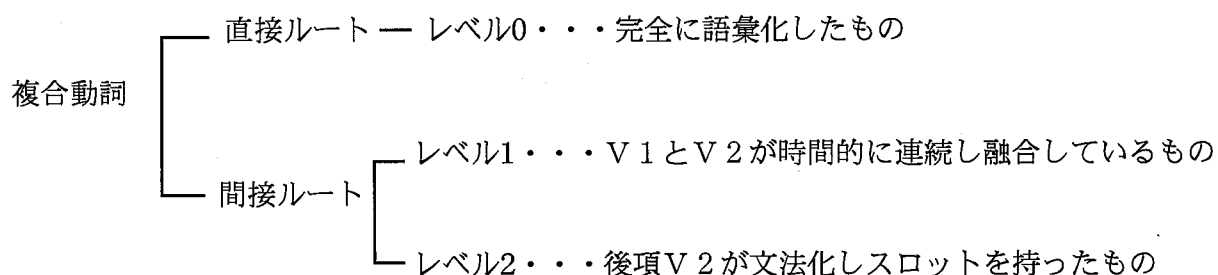 直接ルート ― レベル0・・・完全に語彙化したもの
複合動詞
レベル1・・・V1とV2が時間的に連続し融合しているもの
間接ルート
レベル2・・・後項V2が文法化しスロットを持ったもの